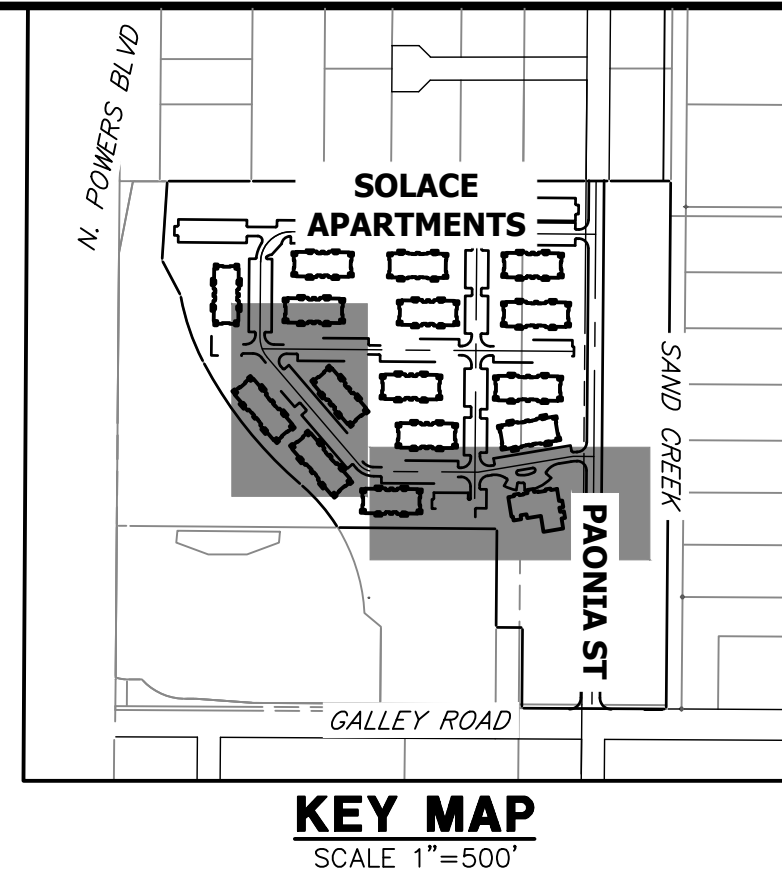 N. POWERS BLVD
SOLACE
APARTMENTS
SAND CREEK
PAONIA ST
GALLEY ROAD
KEY MAP
SCALE 1"=500'